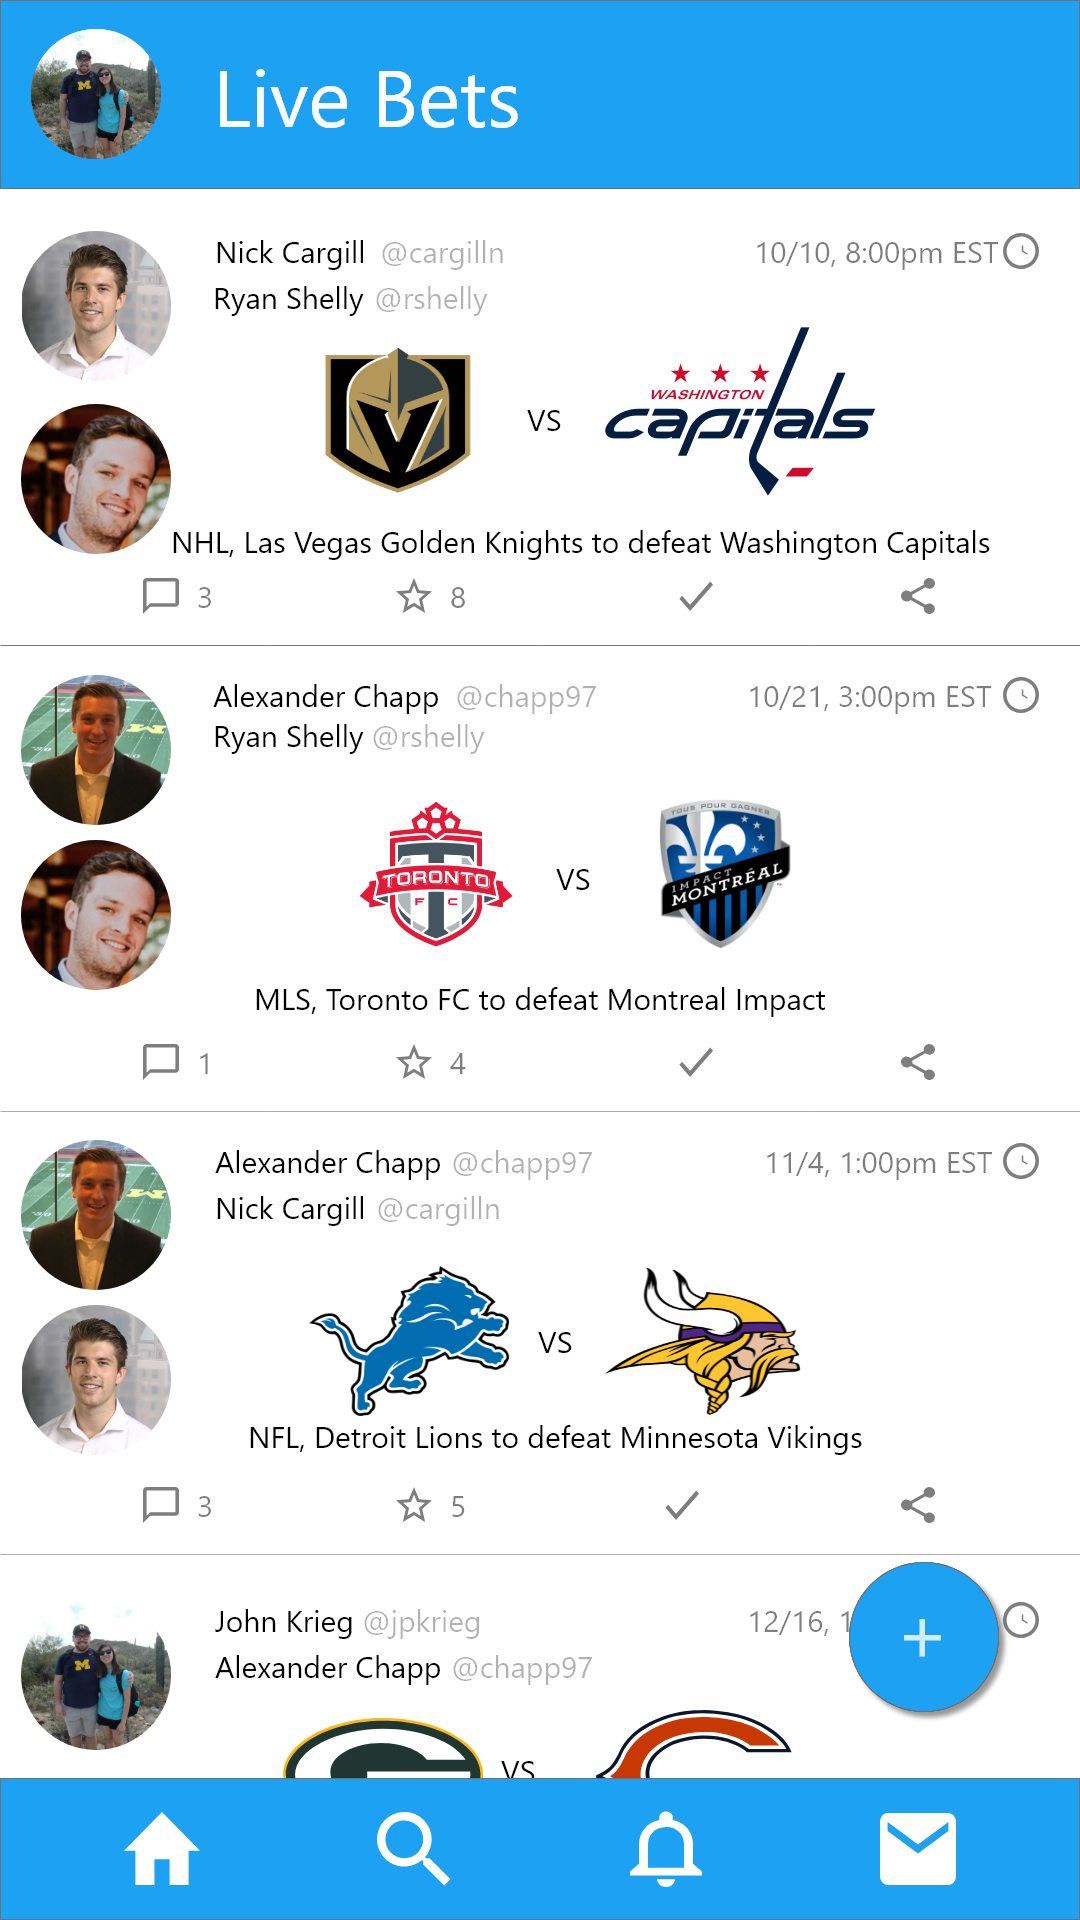 Live Bets
Nick Cargill @cargilln 10/10, 8:00pm EST
Ryan Shelly @rshelly
WASHINGTON
capitals
VS
NHL, Las Vegas Golden Knights to defeat Washington Capitals
3 8
Alexander Chapp @chapp97 10/21, 3:00pm EST
Ryan Shelly @rshelly
TOUS POUR GAGNER
T
TORONTO
F C
VS
IMPACT
MONTRÉAL
MLS, Toronto FC to defeat Montreal Impact
1 4
Alexander Chapp @chapp97 11/4, 1:00pm EST
Nick Cargill @cargilln
VS
NFL, Detroit Lions to defeat Minnesota Vikings
3 5
John Krieg @jpkrieg 12/16, 1
Alexander Chapp @chapp97
VS